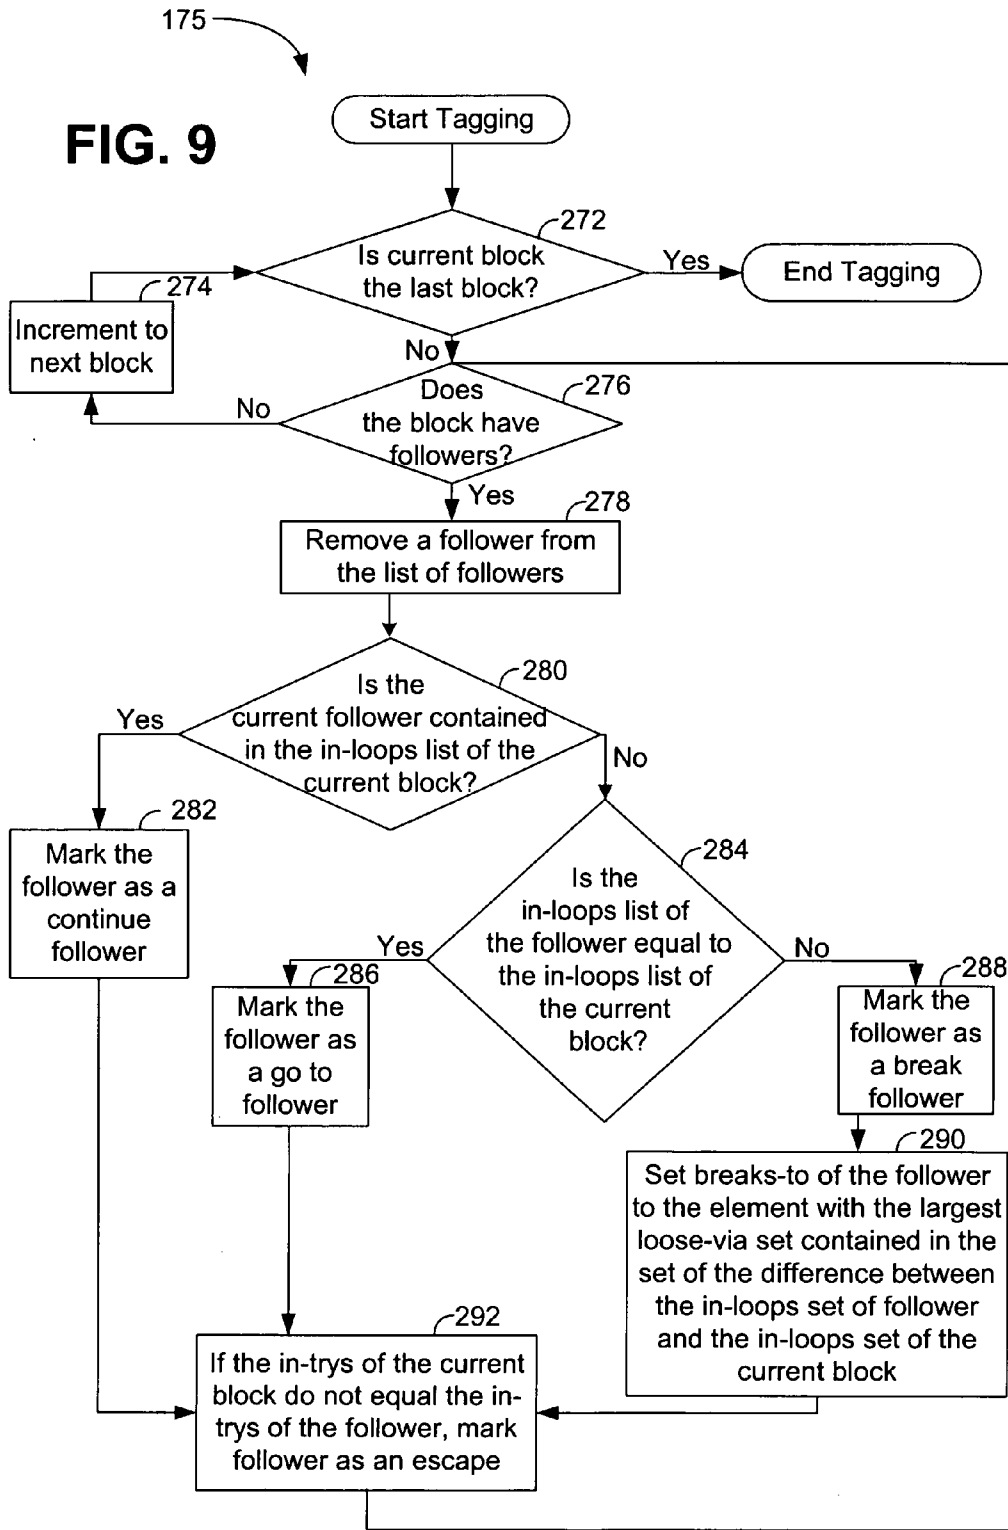 175
FIG. 9
Start Tagging
272
Is current block
the last block?
Yes
End Tagging
274
Increment to
next block
No
276
Does
the block have
followers?
No
Yes
278
Remove a follower from
the list of followers
280
Is the
current follower contained
in the in-loops list of the
current block?
Yes
No
282
Mark the
follower as a
continue
follower
284
Is the
in-loops list of
the follower equal to
the in-loops list of
the current
block?
Yes
No
286
Mark the
follower as
a go to
follower
288
Mark the
follower as
a break
follower
290
Set breaks-to of the follower
to the element with the largest
loose-via set contained in the
set of the difference between
the in-loops set of follower
and the in-loops set of the
current block
292
If the in-trys of the current
block do not equal the in-
trys of the follower, mark
follower as an escape